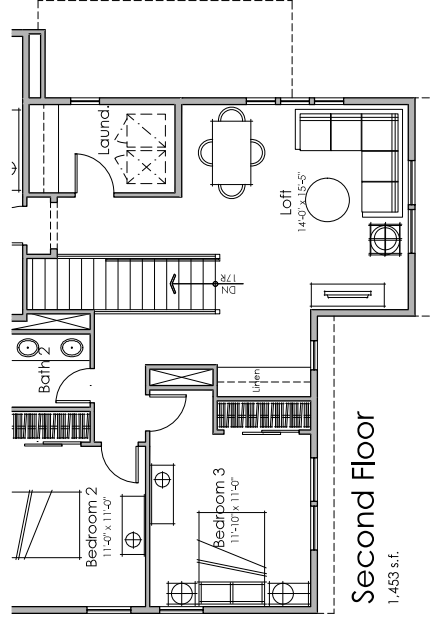 Laund.
Loft
14'-0" x 15'-5"
DN
17R
Bath 2
Linen
Bedroom 2
11'-0" x 11'-0"
Bedroom 3
11'-10" x 11'-0"
Second Floor
1,453 s.f.